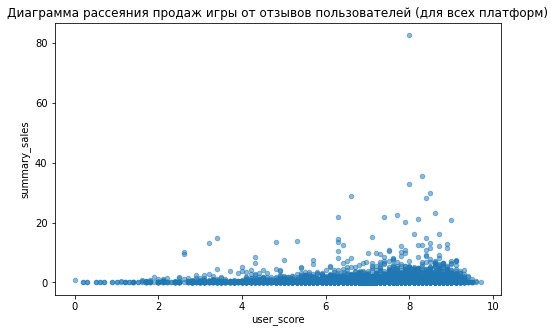 Диаграмма рассеяния продаж игры от отзывов пользователей (для всех платформ)
80
60
40
20
0
summary_sales
0 2 4 6 8 10
user_score